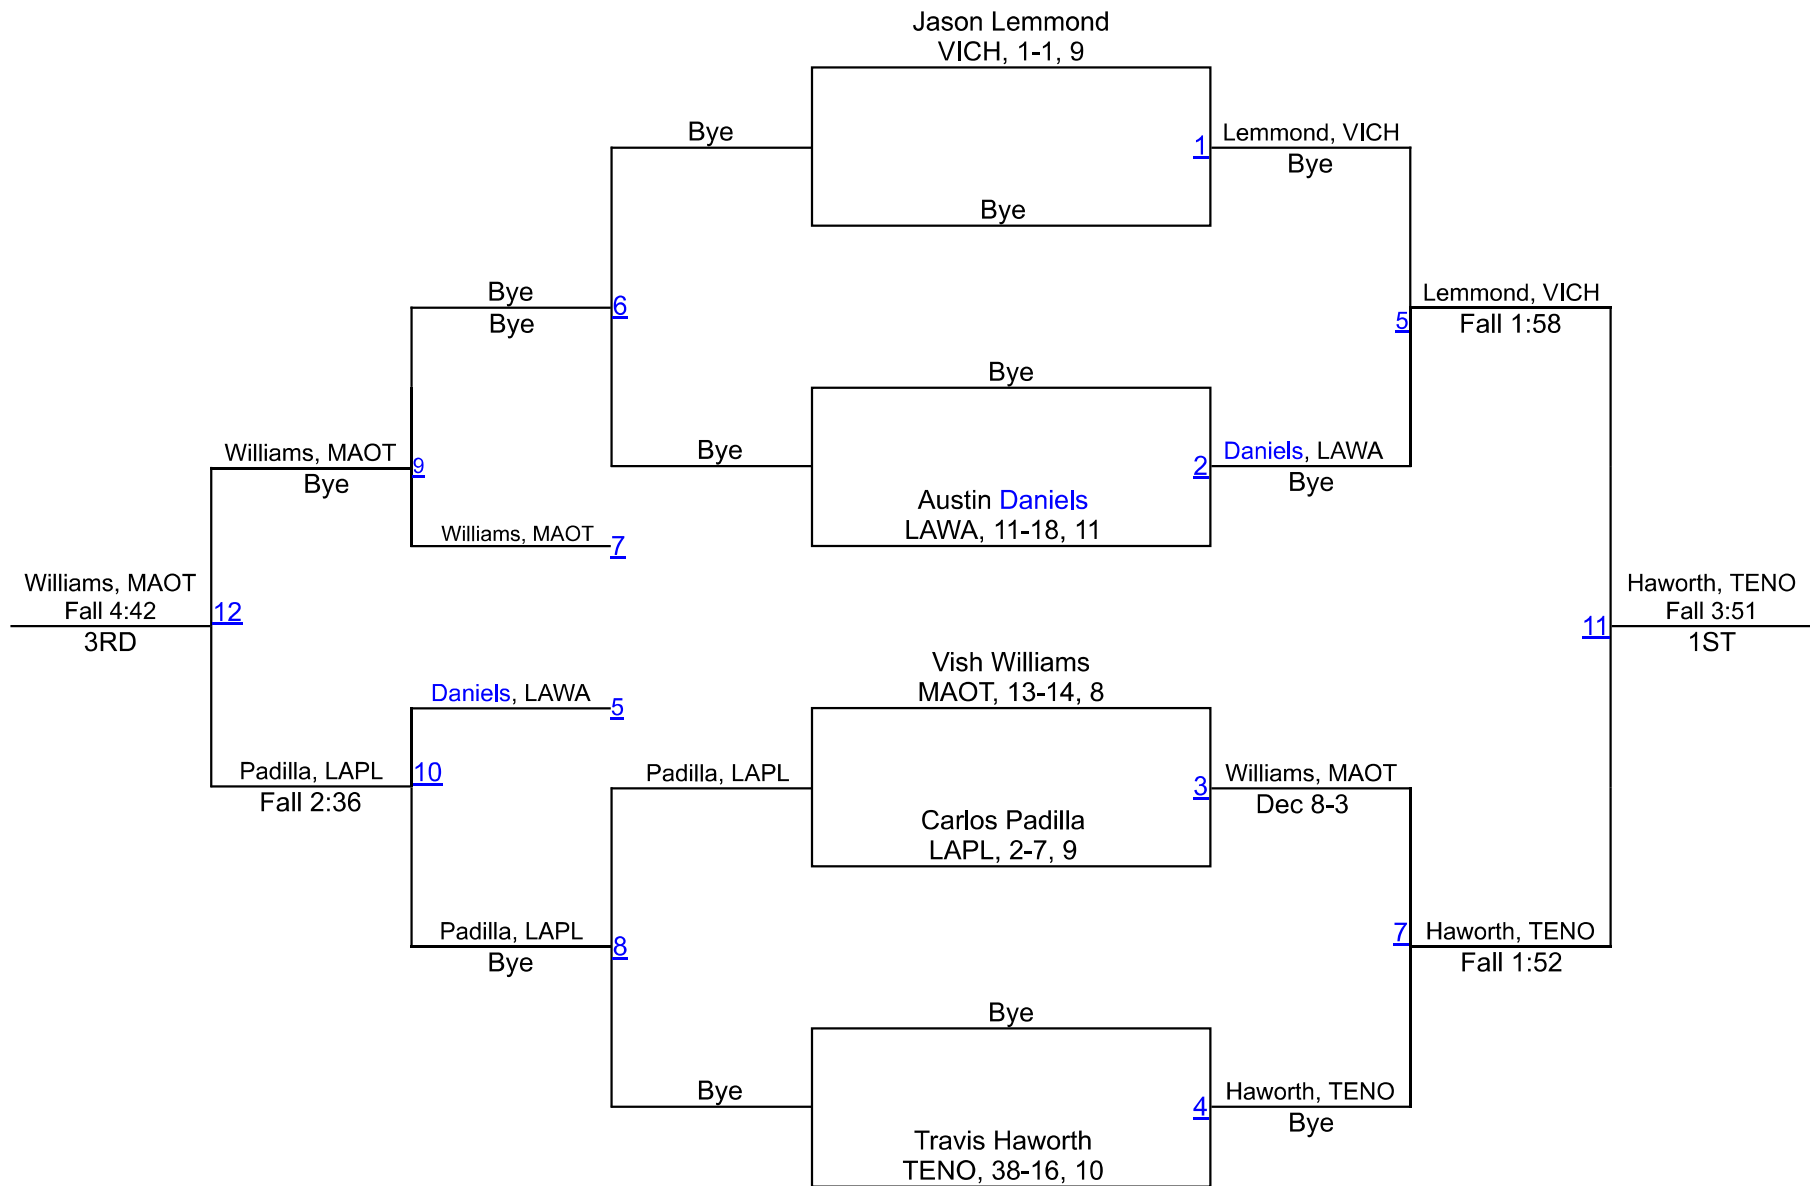 Jason Lemmond
VICH, 1-1, 9
Bye
1
Lemmond, VICH
Bye
Bye
Bye
Bye
6
Lemmond, VICH
5
Fall 1:58
Bye
Williams, MAOT
9
Bye
Bye
2
Daniels, LAWA
Bye
Austin Daniels
LAWA, 11-18, 11
Williams, MAOT
7
Williams, MAOT
Fall 4:42
12
3RD
Haworth, TENO
Fall 3:51
11
1ST
Vish Williams
MAOT, 13-14, 8
Daniels, LAWA
5
Padilla, LAPL
10
Fall 2:36
Padilla, LAPL
3
Williams, MAOT
Dec 8-3
Carlos Padilla
LAPL, 2-7, 9
Padilla, LAPL
8
Bye
7
Haworth, TENO
Fall 1:52
Bye
Bye
4
Haworth, TENO
Bye
Travis Haworth
TENO, 38-16, 10